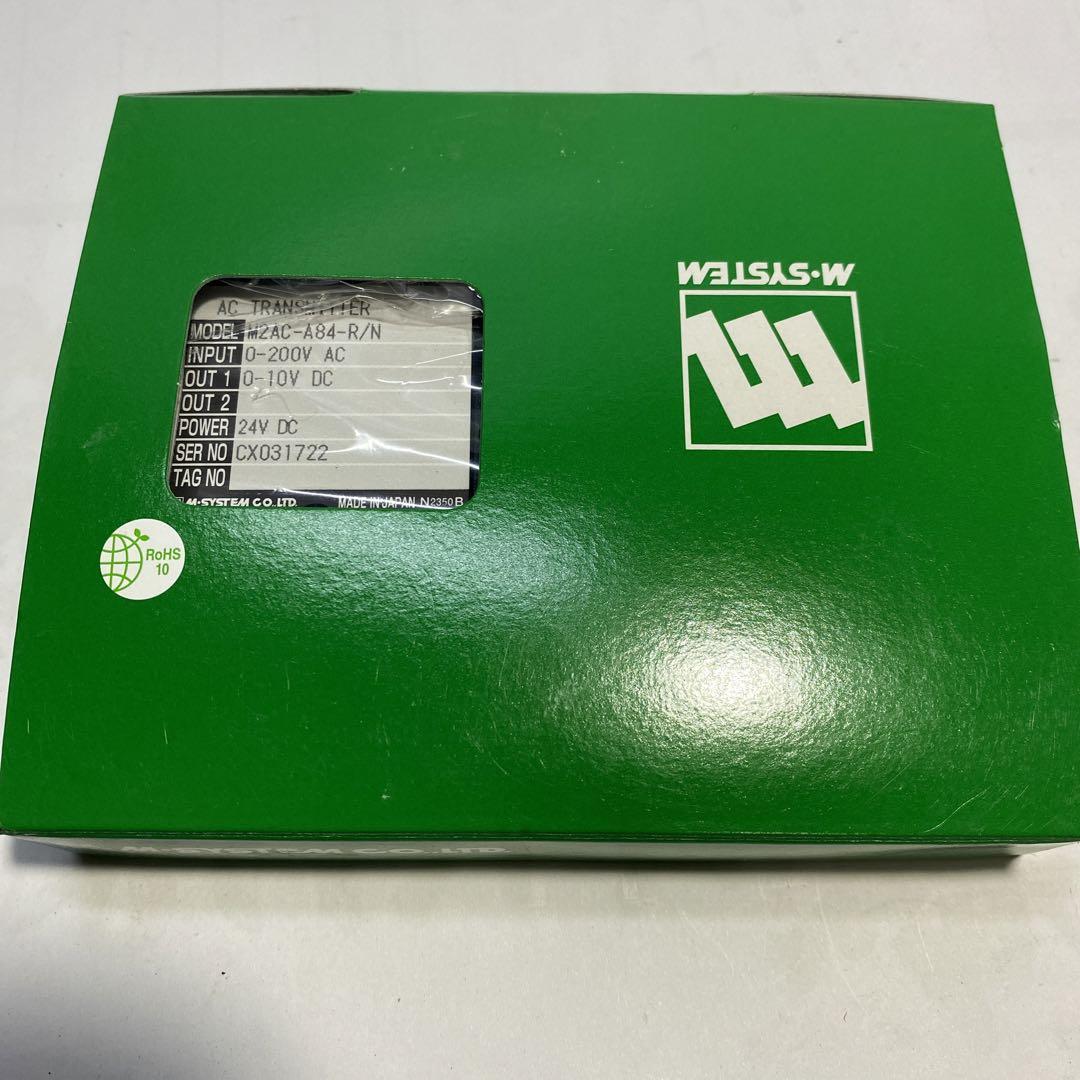 M-SYSTEM
AC TRANSMITTER
MODEL M2AC-A84-R/N
INPUT 0-200V AC
OUT 1 0-10V DC
OUT 2
POWER 24V DC
SER NO CX031722
TAG NO
M-SYSTEM CO.,LTD. MADE IN JAPAN N2350B
RoHS
10
M-SYSTEM CO.,LTD.